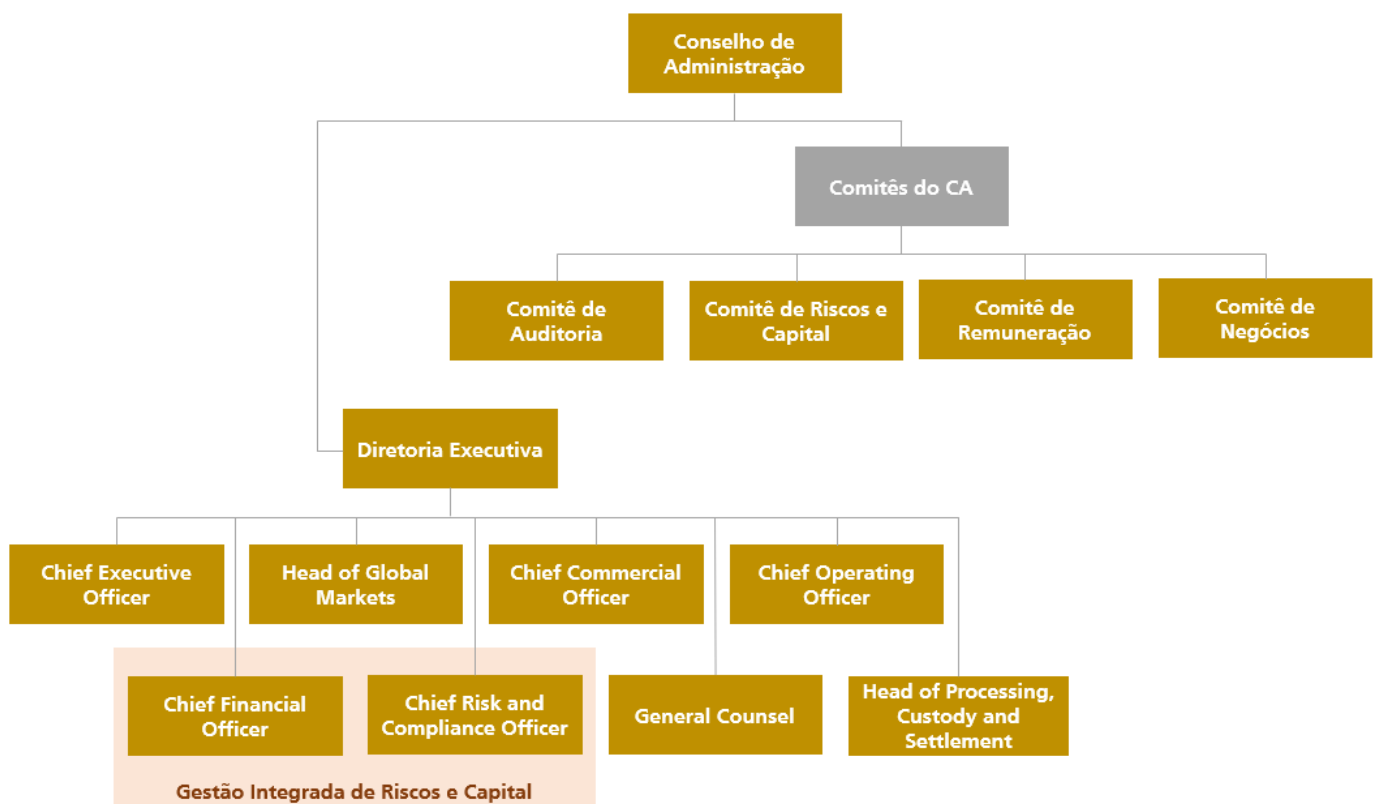 Conselho de
Administração
Comitês do CA
Comitê de
Auditoria
Comitê de Riscos e
Capital
Comitê de
Remuneração
Comitê de
Negócios
Diretoria Executiva
Chief Executive
Officer
Head of Global
Markets
Chief Commercial
Officer
Chief Operating
Officer
Chief Financial
Officer
Chief Risk and
Compliance Officer
General Counsel
Head of Processing,
Custody and
Settlement
Gestão Integrada de Riscos e Capital